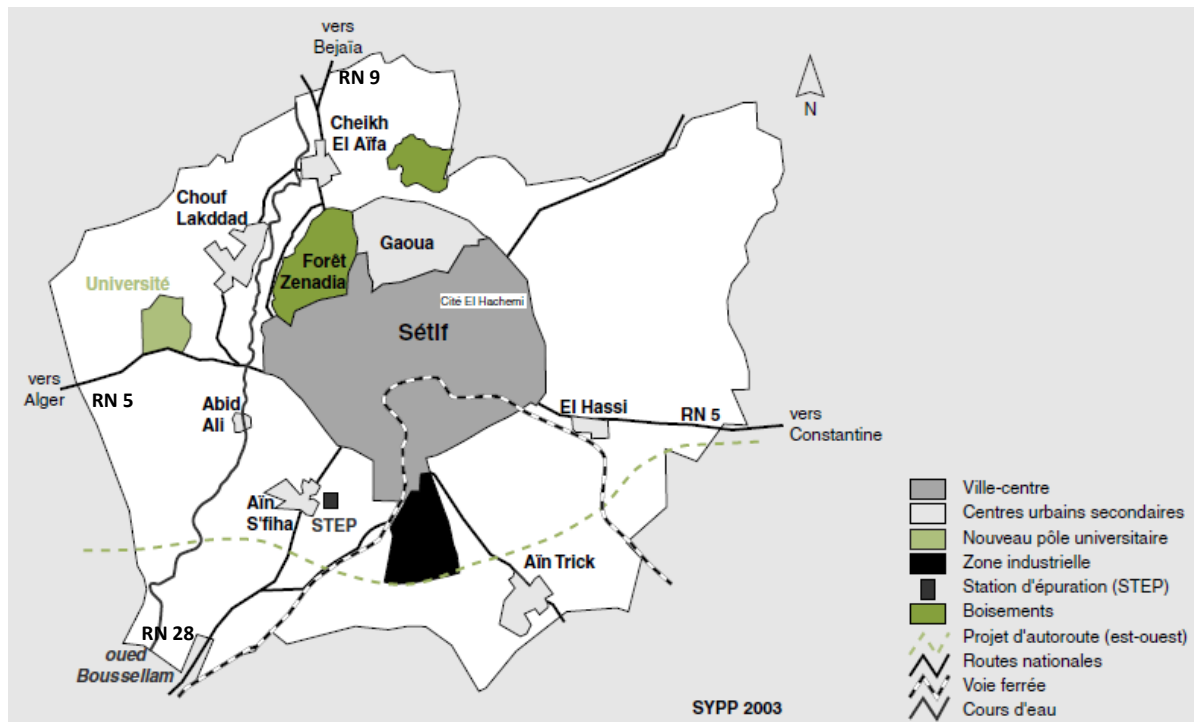 vers
Bejaïa
RN 9
N
Cheikh
El Aïfa
Chouf
Lakddad
Gaoua
Forêt
Zenadia
Université
Cité El Hachemi
Sétlf
vers
Alger
RN 5
Abid
Ali
El Hassi
RN 5
vers
Constantine
Aïn
S'fiha
STEP
Aïn Trick
RN 28
oued
Boussellam
Ville-centre
Centres urbains secondaires
Nouveau pôle universitaire
Zone industrielle
Station d'épuration (STEP)
Boisements
Projet d'autoroute (est-ouest)
Routes nationales
Voie ferrée
Cours d'eau
SYPP 2003